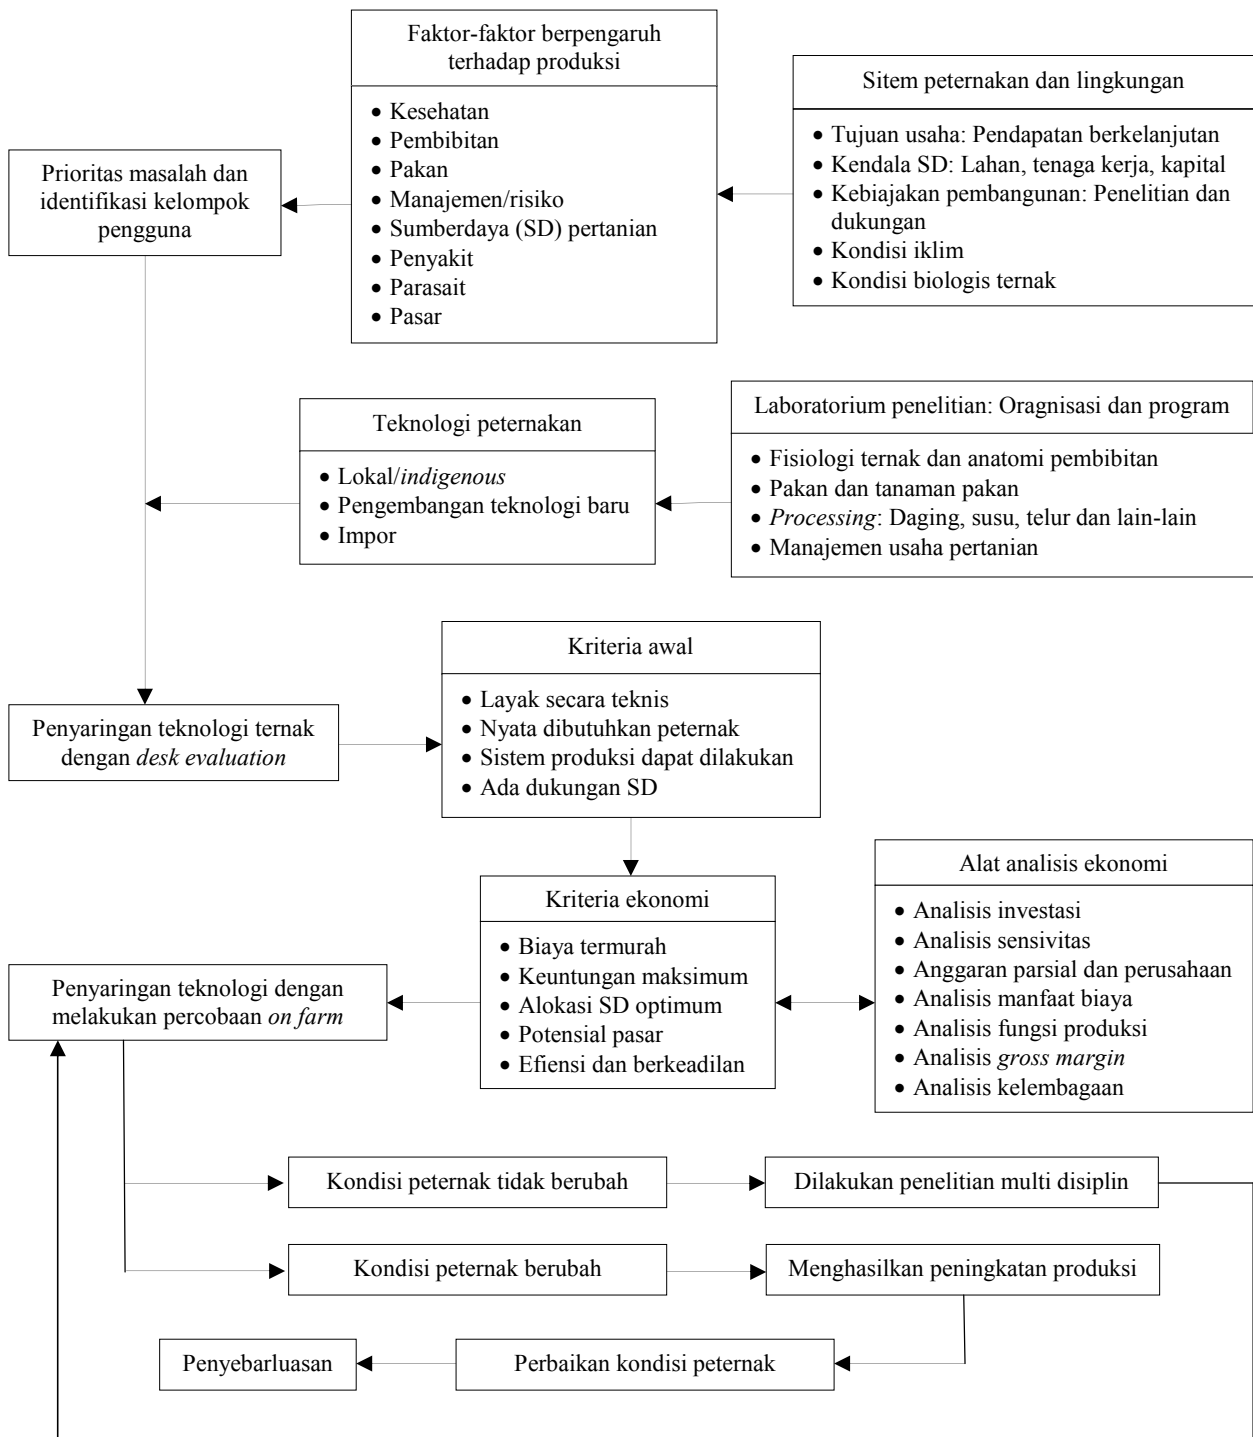 Faktor-faktor berpengaruh
terhadap produksi
• Kesehatan
• Pembibitan
• Pakan
• Manajemen/risiko
• Sumberdaya (SD) pertanian
• Penyakit
• Parasait
• Pasar
Sitem peternakan dan lingkungan
• Tujuan usaha: Pendapatan berkelanjutan
• Kendala SD: Lahan, tenaga kerja, kapital
• Kebiajakan pembangunan: Penelitian dan
dukungan
• Kondisi iklim
• Kondisi biologis ternak
Prioritas masalah dan
identifikasi kelompok
pengguna
Teknologi peternakan
• Lokal/indigenous
• Pengembangan teknologi baru
• Impor
Laboratorium penelitian: Oragnisasi dan program
• Fisiologi ternak dan anatomi pembibitan
• Pakan dan tanaman pakan
• Processing: Daging, susu, telur dan lain-lain
• Manajemen usaha pertanian
Penyaringan teknologi ternak
dengan desk evaluation
Kriteria awal
• Layak secara teknis
• Nyata dibutuhkan peternak
• Sistem produksi dapat dilakukan
• Ada dukungan SD
Kriteria ekonomi
• Biaya termurah
• Keuntungan maksimum
• Alokasi SD optimum
• Potensial pasar
• Efiensi dan berkeadilan
Alat analisis ekonomi
• Analisis investasi
• Analisis sensivitas
• Anggaran parsial dan perusahaan
• Analisis manfaat biaya
• Analisis fungsi produksi
• Analisis gross margin
• Analisis kelembagaan
Penyaringan teknologi dengan
melakukan percobaan on farm
Kondisi peternak tidak berubah
Dilakukan penelitian multi disiplin
Kondisi peternak berubah
Menghasilkan peningkatan produksi
Penyebarluasan
Perbaikan kondisi peternak